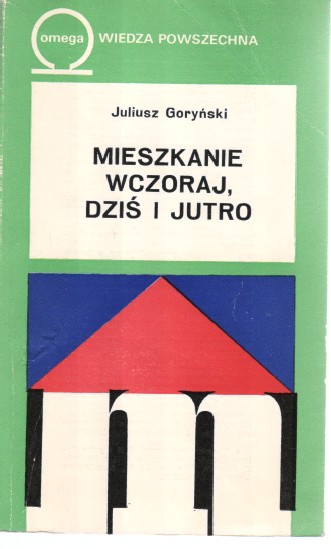 omega WIEDZA POWSZECHNA
Juliusz Goryński
MIESZKANIE
WCZORAJ,
DZIŚ I JUTRO
m